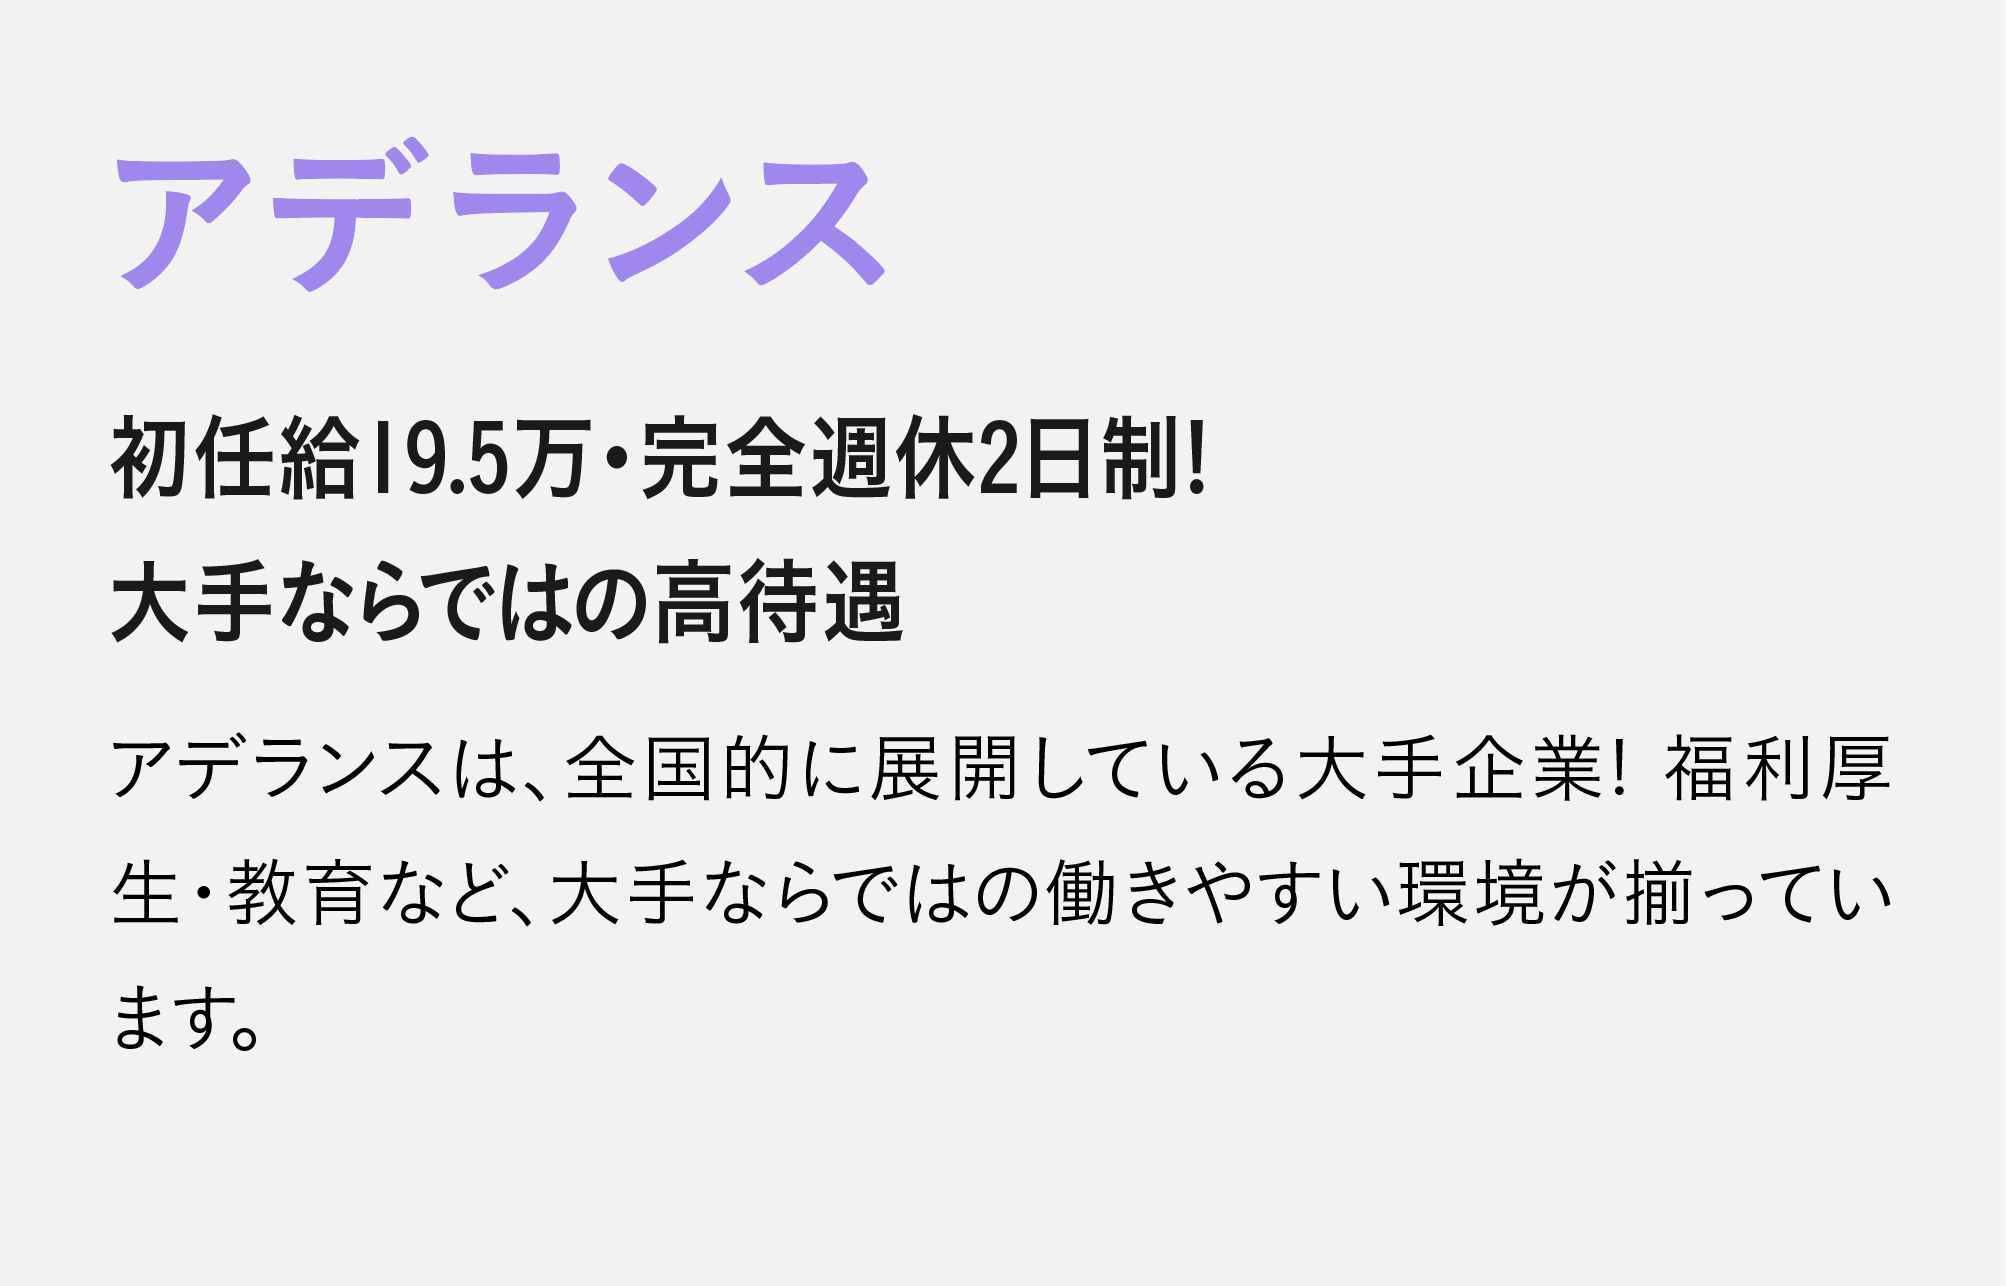 アデランス
初任給19.5万・完全週休2日制!
大手ならではの高待遇
アデランスは、全国的に展開している大手企業! 福利厚
生・教育など、大手ならではの働きやすい環境が揃ってい
ます。